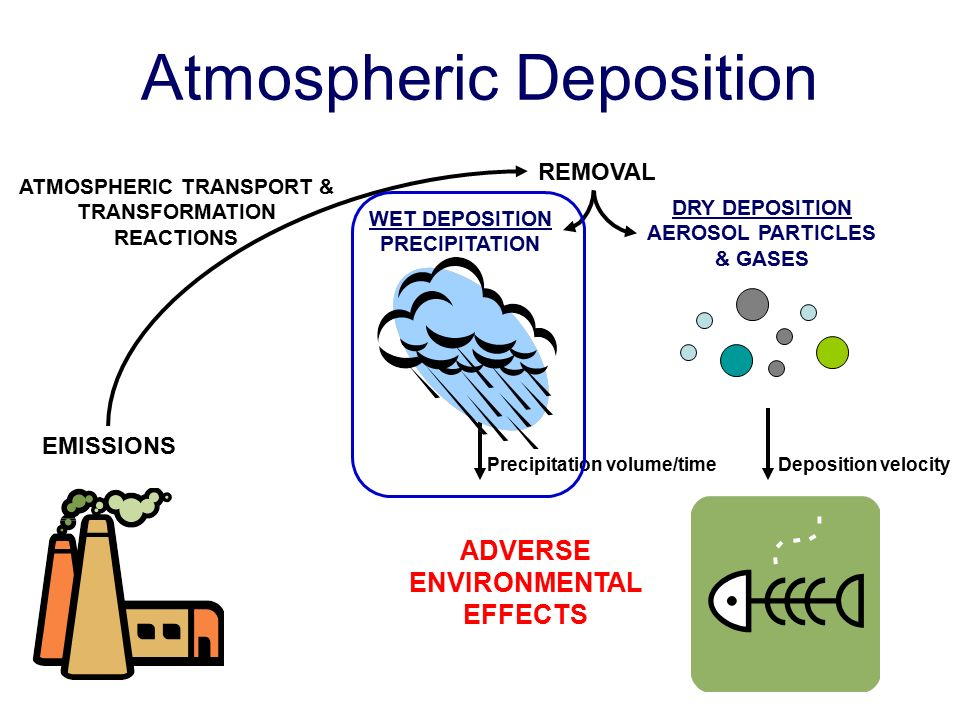 Atmospheric Deposition
REMOVAL
ATMOSPHERIC TRANSPORT &
TRANSFORMATION
REACTIONS
WET DEPOSITION
PRECIPITATION
DRY DEPOSITION
AEROSOL PARTICLES
& GASES
EMISSIONS
Precipitation volume/time
Deposition velocity
ADVERSE
ENVIRONMENTAL
EFFECTS